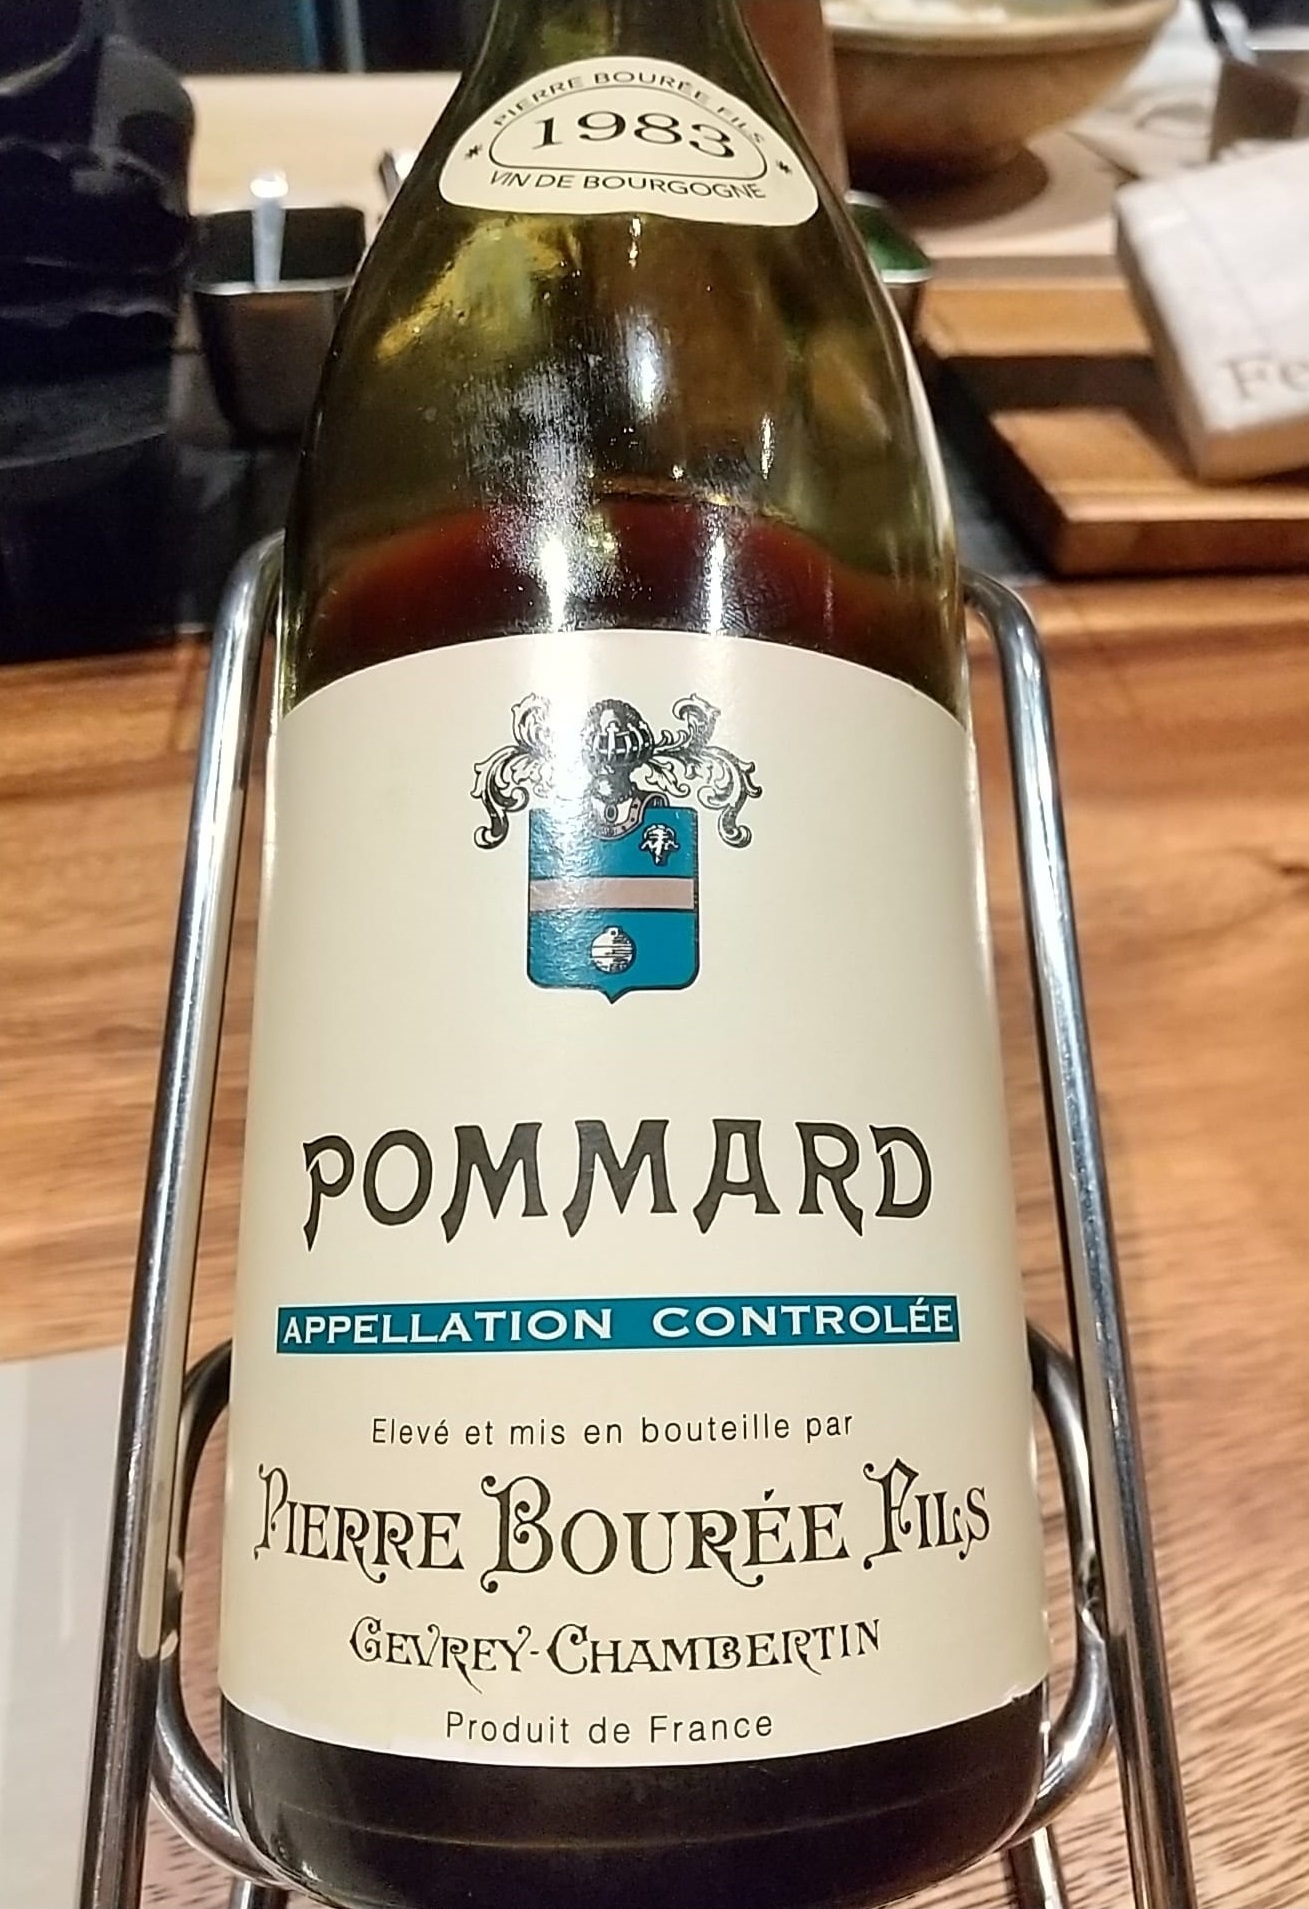 PIERRE BOURÉE FILS
* 1983 *
VIN DE BOURGOGNE
Fe
POMMARD
APPELLATION CONTROLÉE
Elevé et mis en bouteille par
PIERRE BOURÉE FILS
GEVREY-CHAMBERTIN
Produit de France